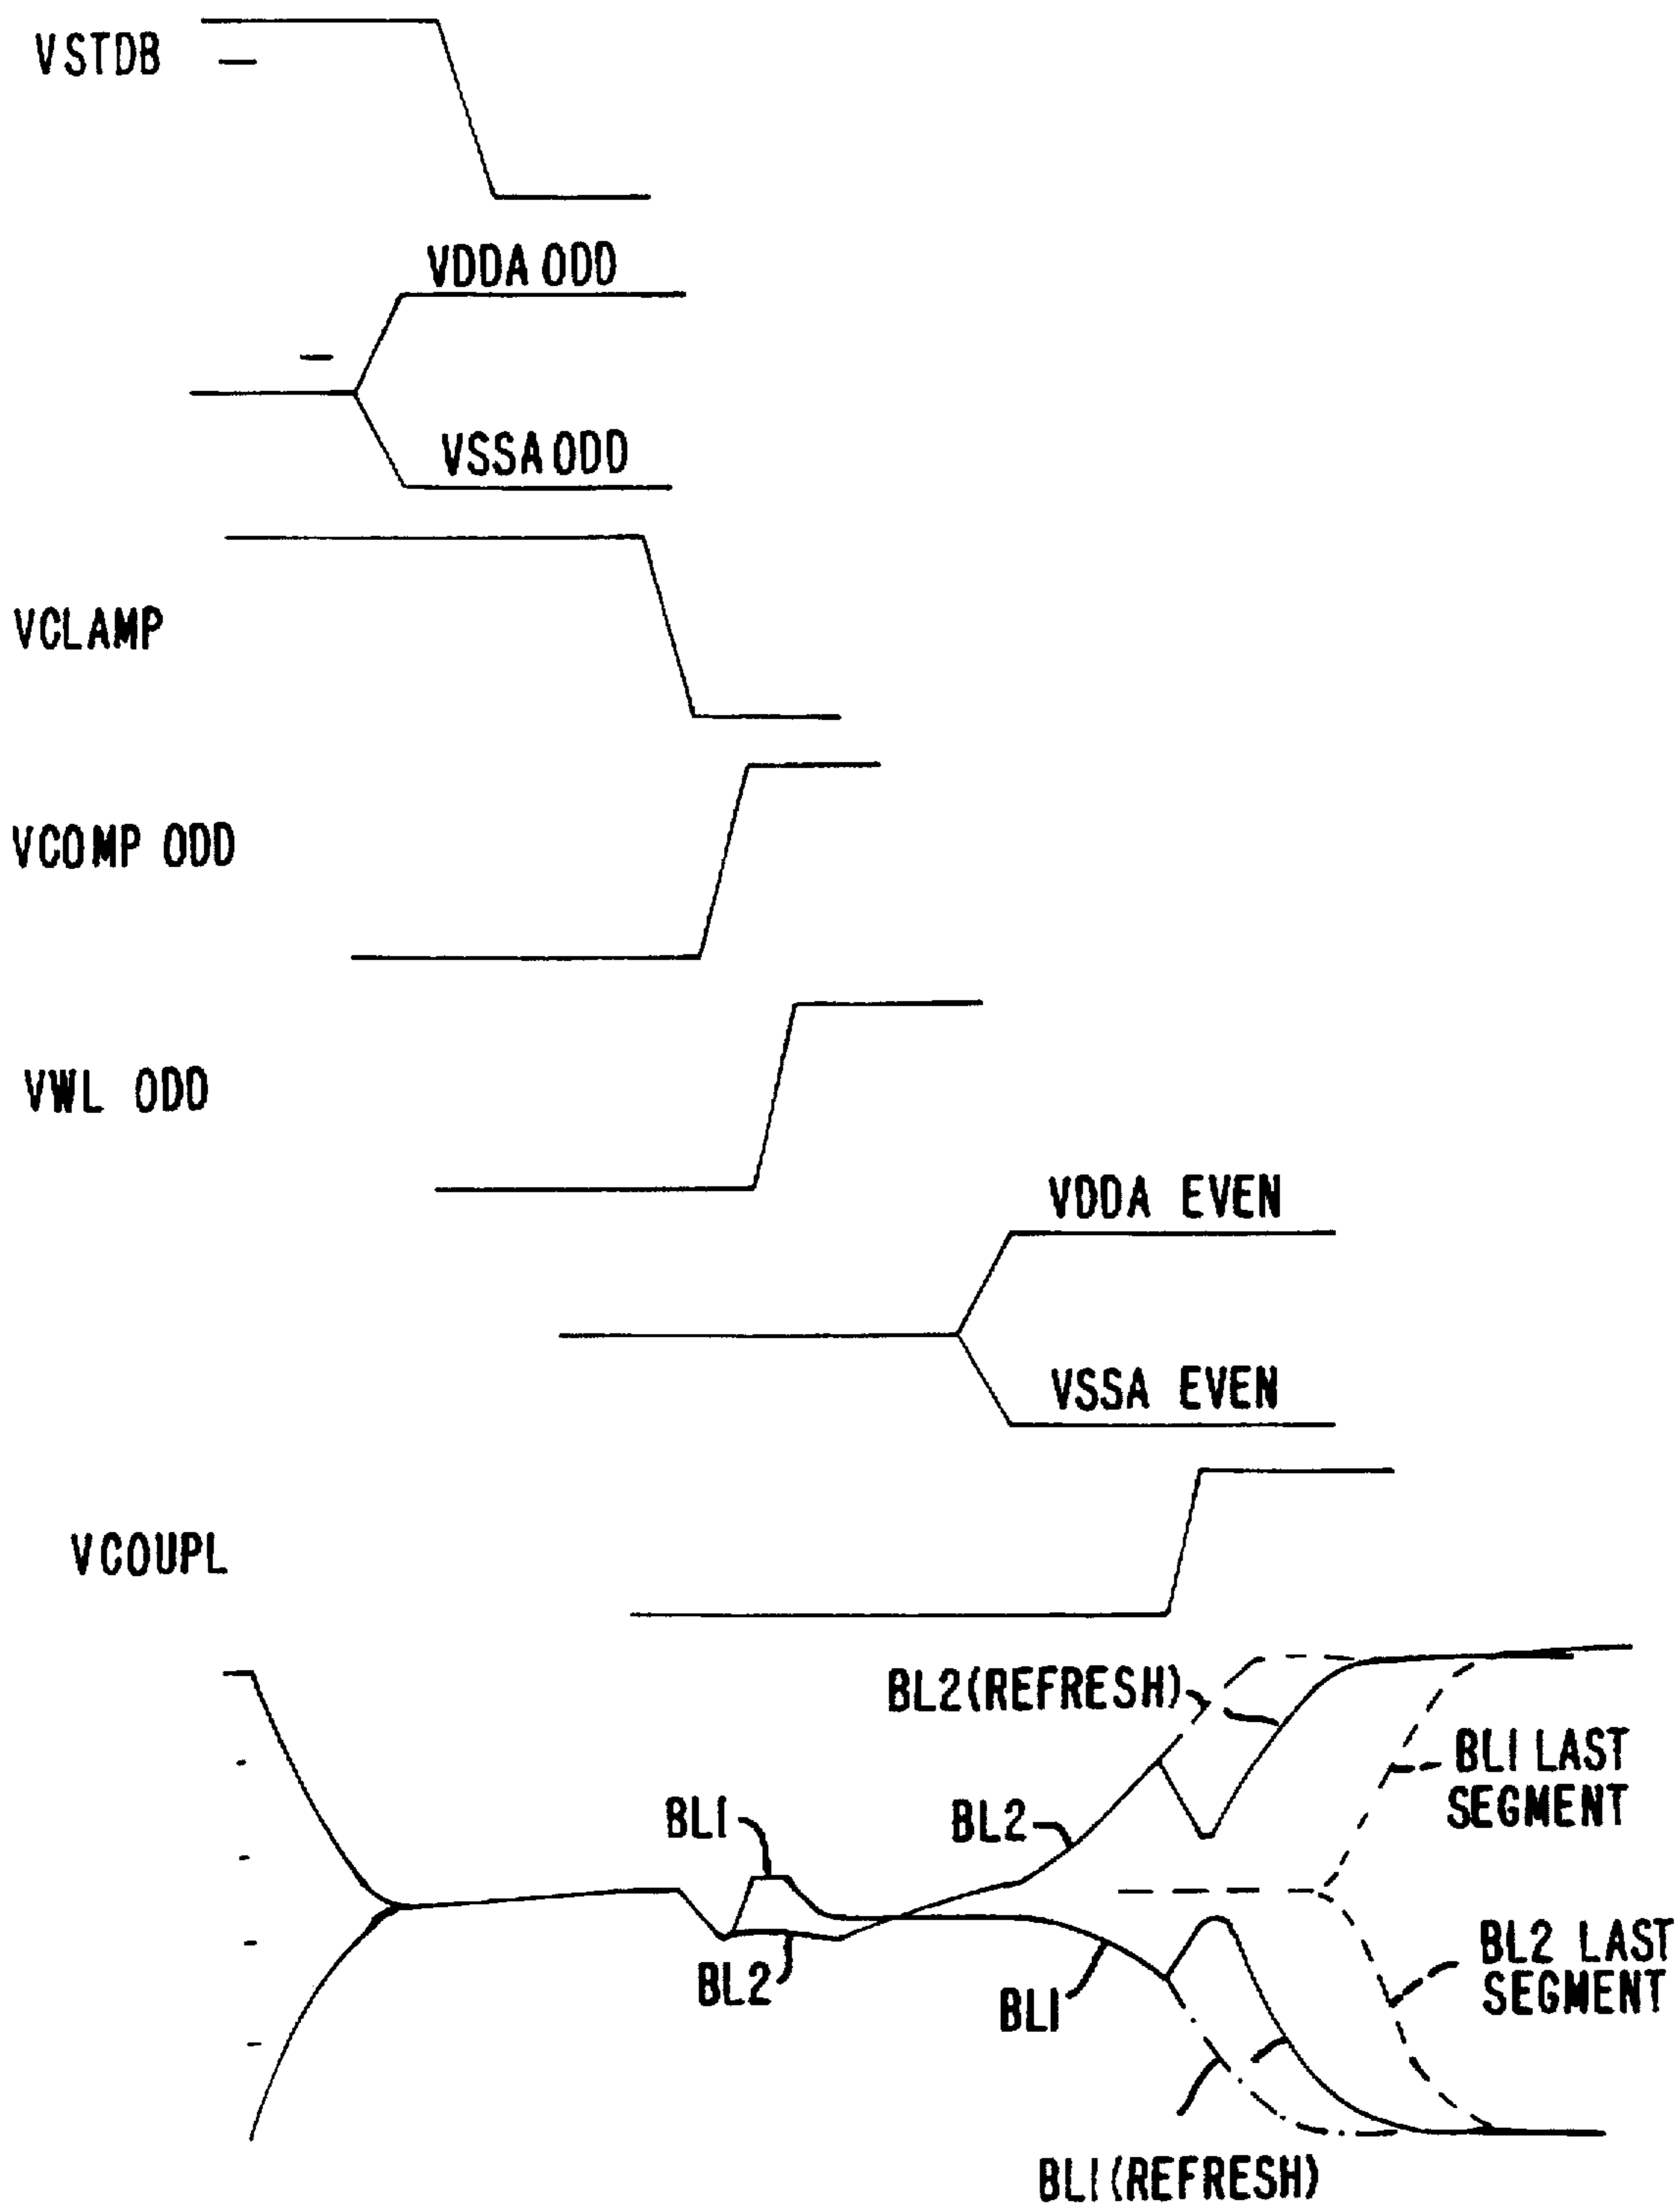 VSTDB
VDDA ODD
VSSA ODD
VCLAMP
VCOMP ODD
VWL ODD
VDDA EVEN
VSSA EVEN
VCOUPL
BL2(REFRESH)
BL1 LAST
SEGMENT
BL1
BL2
BL2
BL1
BL2 LAST
SEGMENT
BL1(REFRESH)